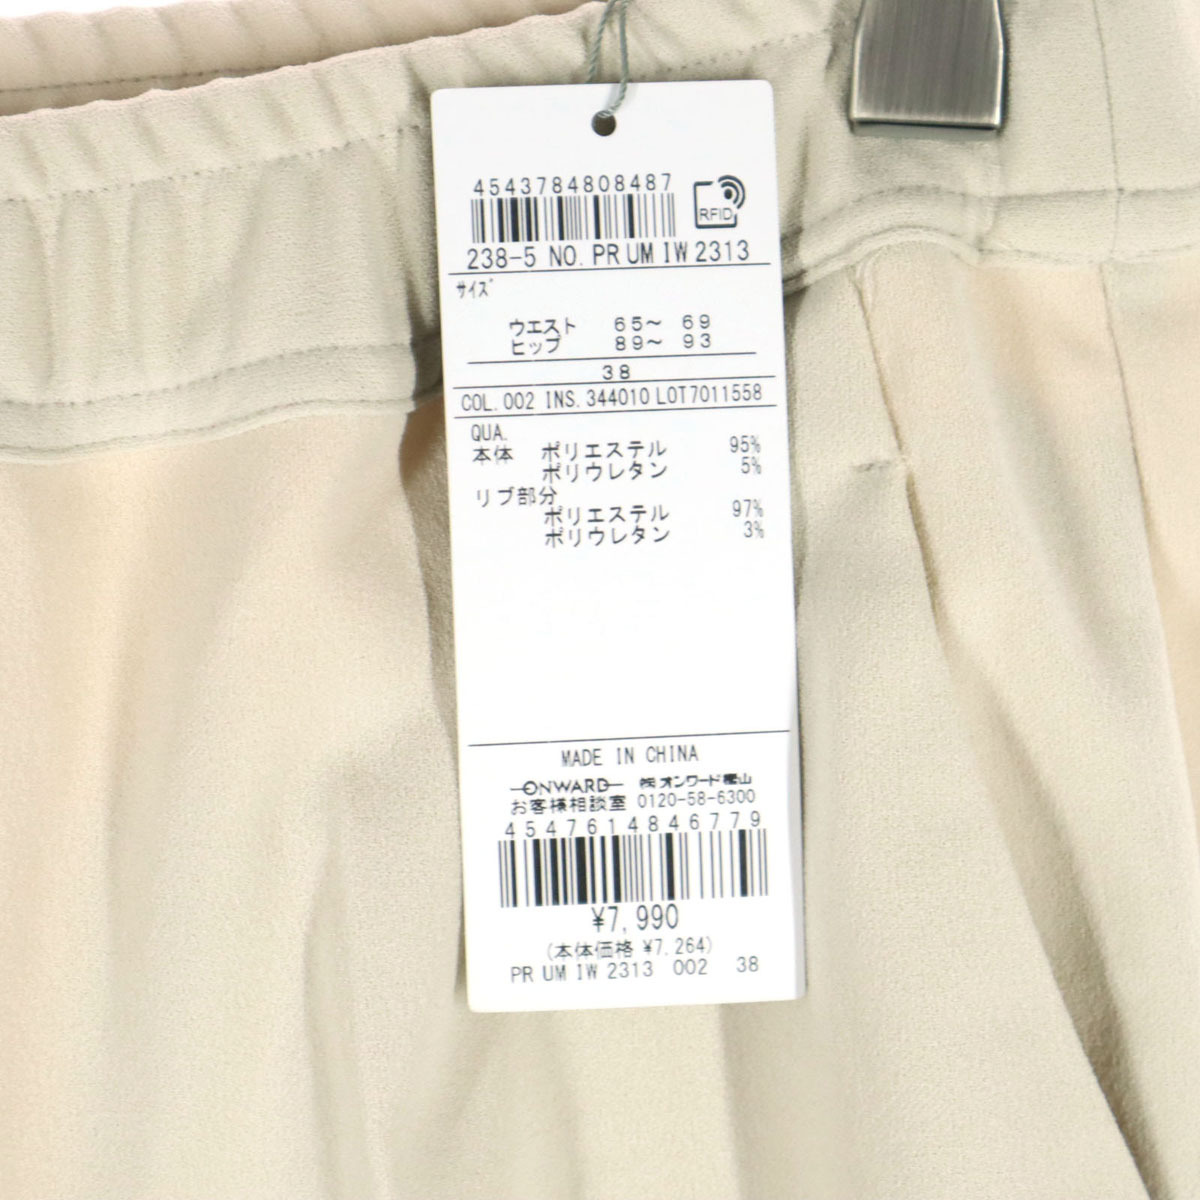 4543784808487
RFID
238-5 NO. PR UM IW 2313
サイズ
ウエスト 65～ 69
ヒップ 89～ 93
38
COL. 002 INS. 344010 LOT7011558
QUA.
本体 ポリエステル 95%
ポリウレタン 5%
リブ部分
ポリエステル 97%
ポリウレタン 3%
MADE IN CHINA
ONWARD ㈱オンワード樫山
お客様相談室 0120-58-6300
4547614846779
¥7,990
(本体価格 ¥7.264)
PR UM IW 2313 002 38